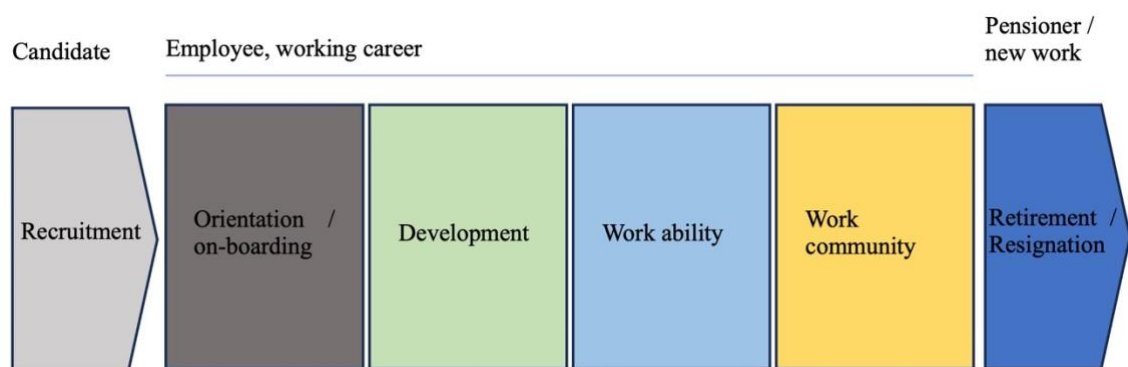 Candidate
Employee, working career
Pensioner /
new work
Recruitment
Orientation /
on-boarding
Development
Work ability
Work
community
Retirement /
Resignation